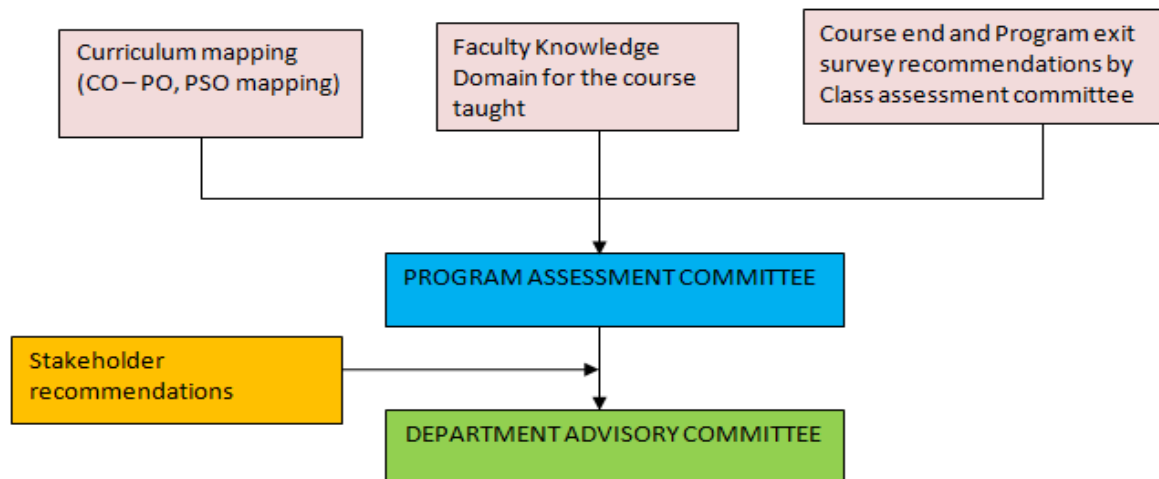 Curriculum mapping
(CO – PO, PSO mapping)
Faculty Knowledge
Domain for the course
taught
Course end and Program exit
survey recommendations by
Class assessment committee
PROGRAM ASSESSMENT COMMITTEE
Stakeholder
recommendations
DEPARTMENT ADVISORY COMMITTEE